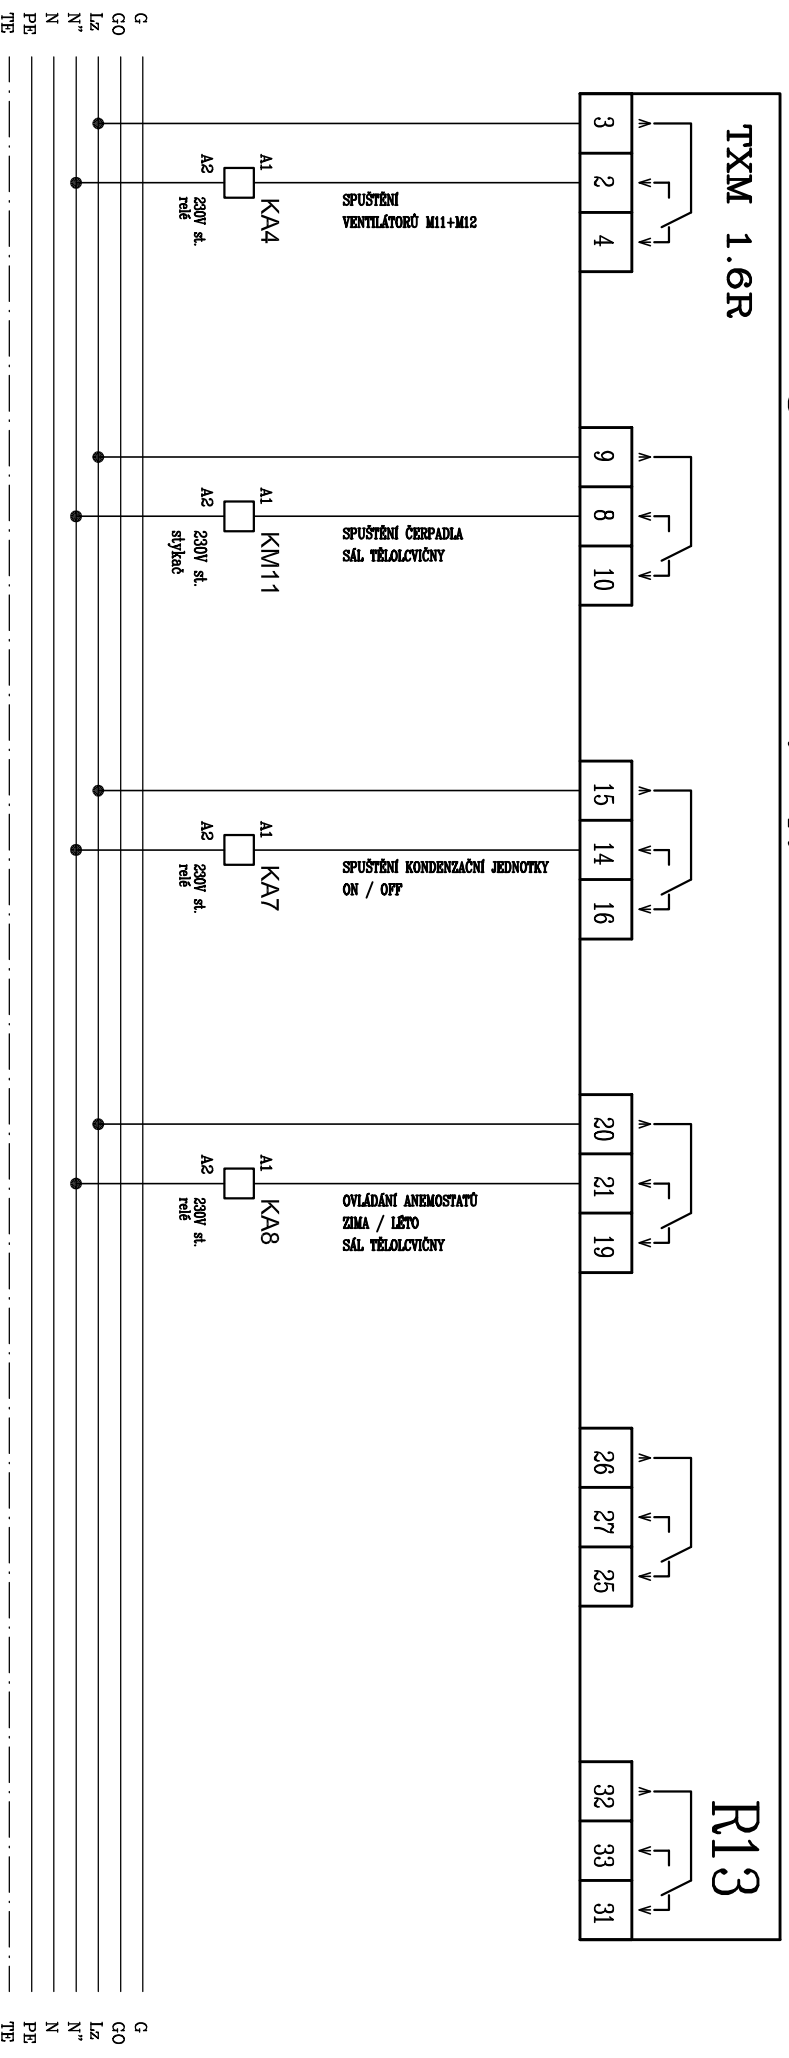 TXM 1.6R
R13
3
2
4
9
8
10
15
14
16
20
21
19
26
27
25
32
33
31
SPUŠTĚNÍ
VENTILÁTORŮ M11+M12
A1
A2
KA4
230V st.
relé
SPUŠTĚNÍ ČERPADLA
SÁL TĚLOLCVIČNY
A1
A2
KM11
230V st.
stykač
SPUŠTĚNÍ KONDENZAČNÍ JEDNOTKY
ON / OFF
A1
A2
KA7
230V st.
relé
OVLÁDÁNÍ ANEMOSTATŮ
ZIMA / LÉTO
SÁL TĚLOLCVIČNY
A1
A2
KA8
230V st.
relé
G
G0
Lz
N"
N
PE
TE
G
G0
Lz
N"
N
PE
TE